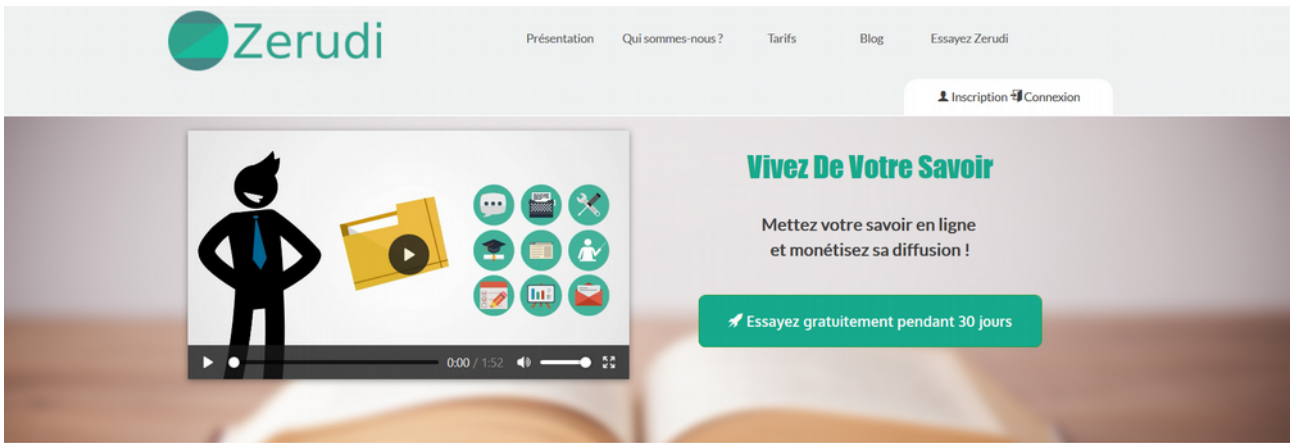 Zerudi
Présentation Qui sommes-nous ? Tarifs Blog Essayez Zerudi
Inscription Connexion
Vivez De Votre Savoir
Mettez votre savoir en ligne
et monétisez sa diffusion !
Essayez gratuitement pendant 30 jours
0:00 / 1:52